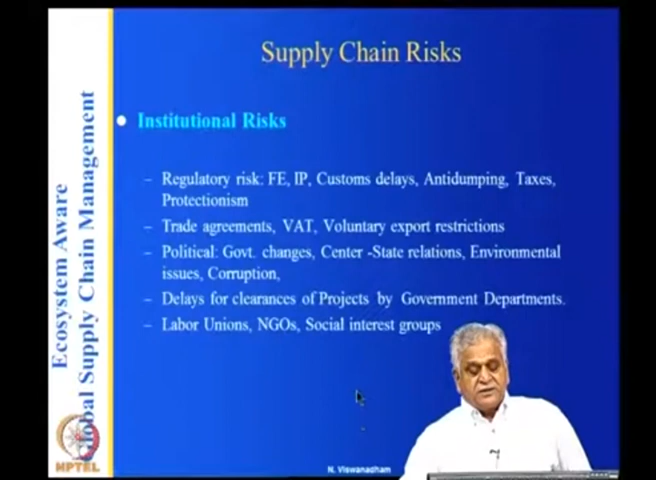 Supply Chain Risks
Institutional Risks
– Regulatory risk: FE, IP, Customs delays, Antidumping, Taxes,
Protectionism
– Trade agreements, VAT, Voluntary export restrictions
– Political: Govt. changes, Center -State relations, Environmental
issues, Corruption,
– Delays for clearances of Projects by Government Departments.
– Labor Unions, NGOs, Social interest groups
Ecosystem Aware
Global Supply Chain Management
NPTEL
N. Viswanadham